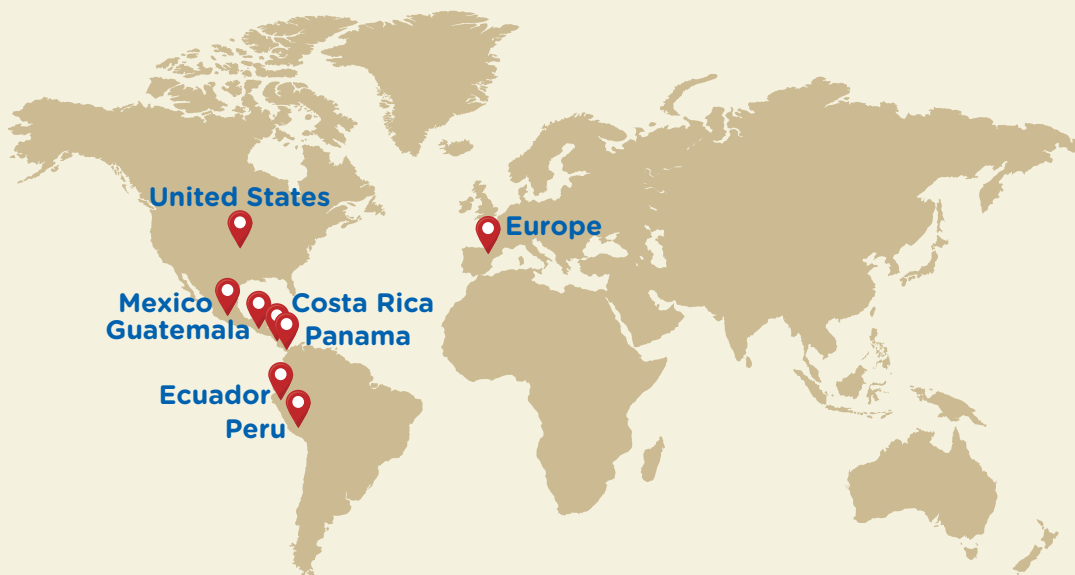 United States
Europe
Mexico
Costa Rica
Guatemala
Panama
Ecuador
Peru